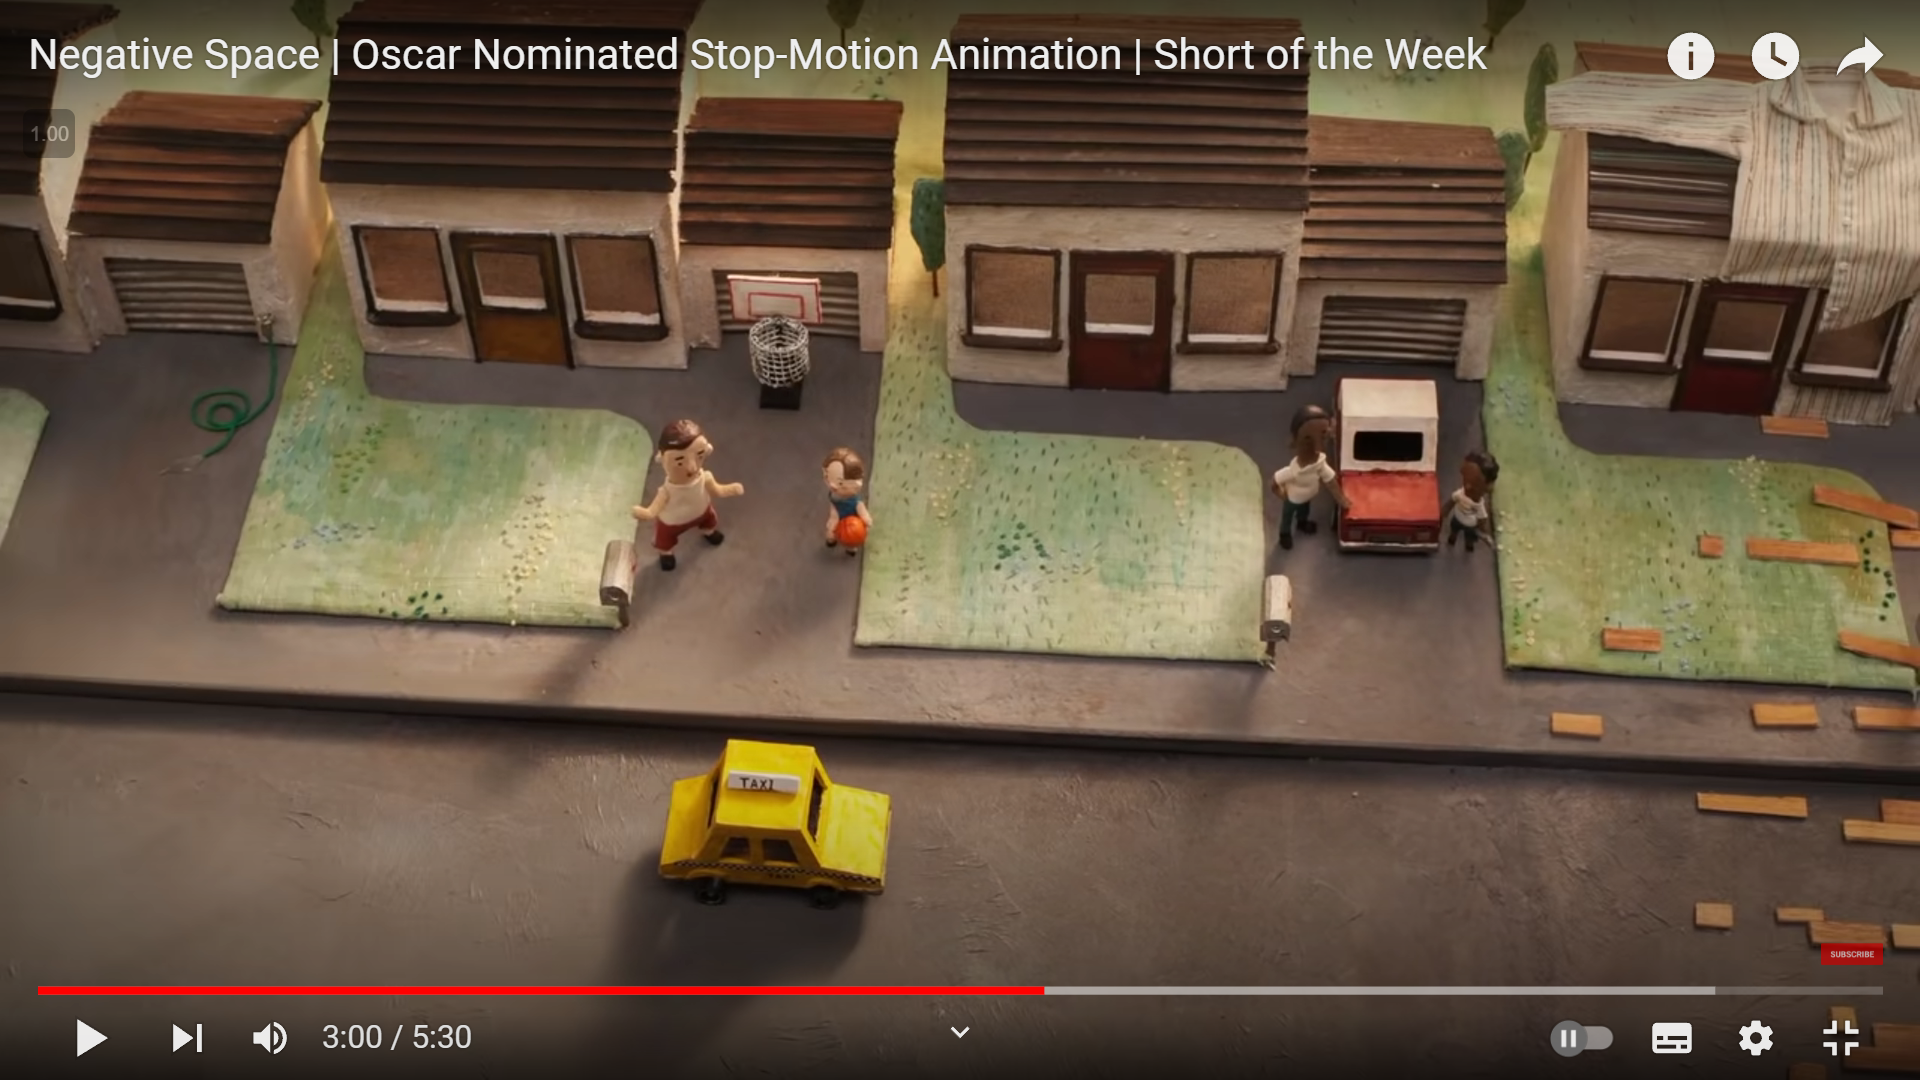 Negative Space | Oscar Nominated Stop-Motion Animation | Short of the Week
1.00
TAXI
TAXI
SUBSCRIBE
3:00 / 5:30